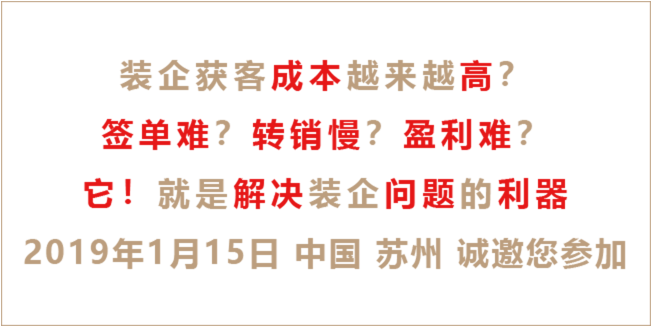 装企获客成本越来越高?
签单难?转销慢?盈利难?
它!就是解决装企问题的利器
2019年1月15日 中国 苏州 诚邀您参加